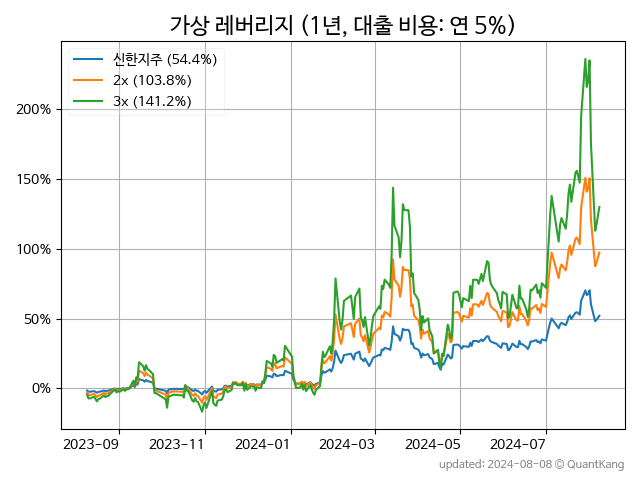 가상 레버리지 (1년, 대출 비용: 연 5%)
신한지주 (54.4%)
2x (103.8%)
3x (141.2%)
200%
150%
100%
50%
0%
2023-09 2023-11 2024-01 2024-03 2024-05 2024-07
updated: 2024-08-08 © QuantKang